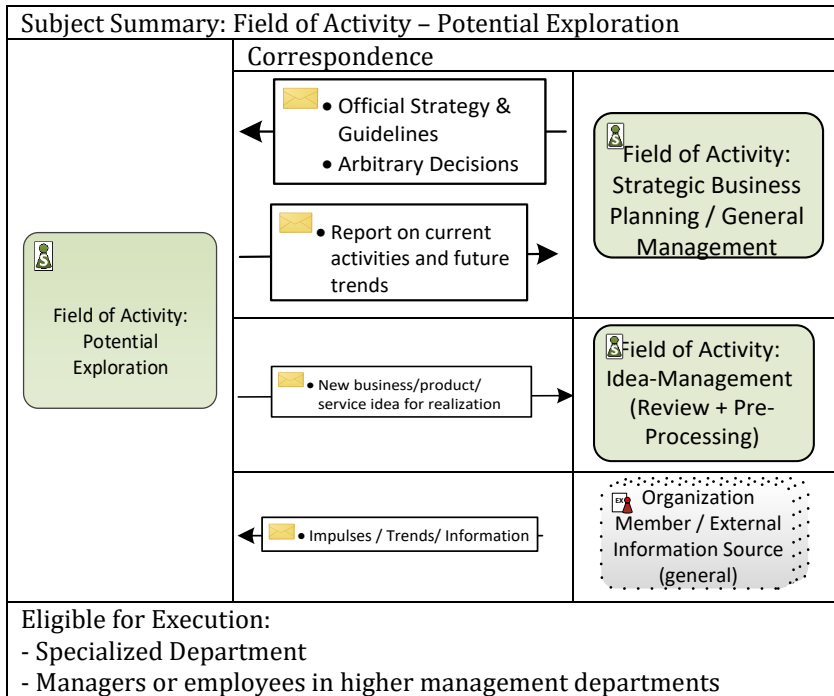 Subject Summary: Field of Activity – Potential Exploration
Correspondence
• Official Strategy &
Guidelines
• Arbitrary Decisions
S
Field of Activity:
Strategic Business
Planning / General
Management
• Report on current
activities and future
trends
S
Field of Activity:
Potential
Exploration
• New business/product/
service idea for realization
S
Field of Activity:
Idea-Management
(Review + Pre-
Processing)
• Impulses / Trends/ Information
EX
Organization
Member / External
Information Source
(general)
Eligible for Execution:
- Specialized Department
- Managers or employees in higher management departments